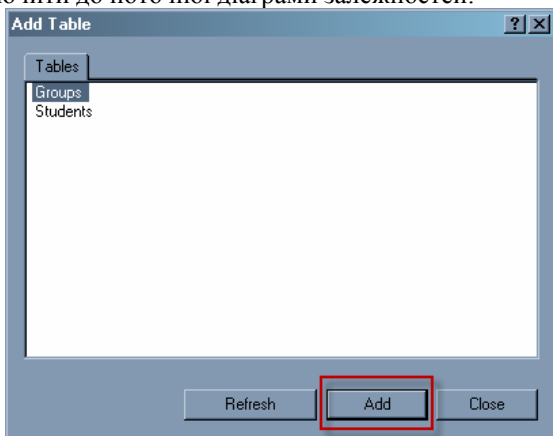 до поточної діаграми залежностей:
Add Table
Tables
Groups
Students
Refresh Add Close